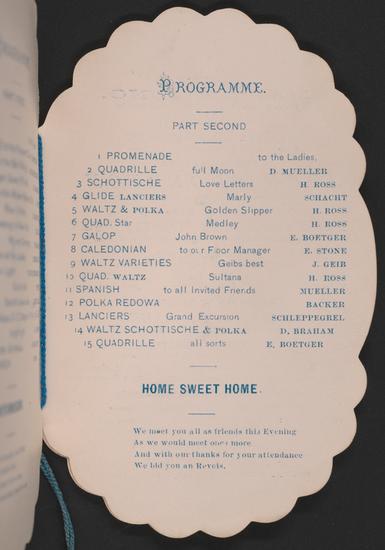 PROGRAMME.
PART SECOND
1 PROMENADE to the Ladies,
2 QUADRILLE full Moon D. MUELLER
3 SCHOTTISCHE Love Letters H. ROSS
4 GLIDE LANCIERS Marly SCHACHT
5 WALTZ & POLKA Golden Slipper H. ROSS
6 QUAD. Star Medley H. ROSS
7 GALOP John Brown E. BOETGER
8 CALEDONIAN to our Floor Manager E. STONE
9 WALTZ VARIETIES Geibs best J. GEIB
10 QUAD. WALTZ Sultana H. ROSS
11 SPANISH to all Invited Friends MUELLER
12 POLKA REDOWA BACKER
13 LANCIERS Grand Excursion SCHLEPPEGREL
14 WALTZ SCHOTTISCHE & POLKA D, BRAHAM
15 QUADRILLE all sorts E, BOETGER
HOME SWEET HOME.
We meet you all as friends this Evening
As we would meet once more
And with our thanks for your attendance
We bid you an Revois.